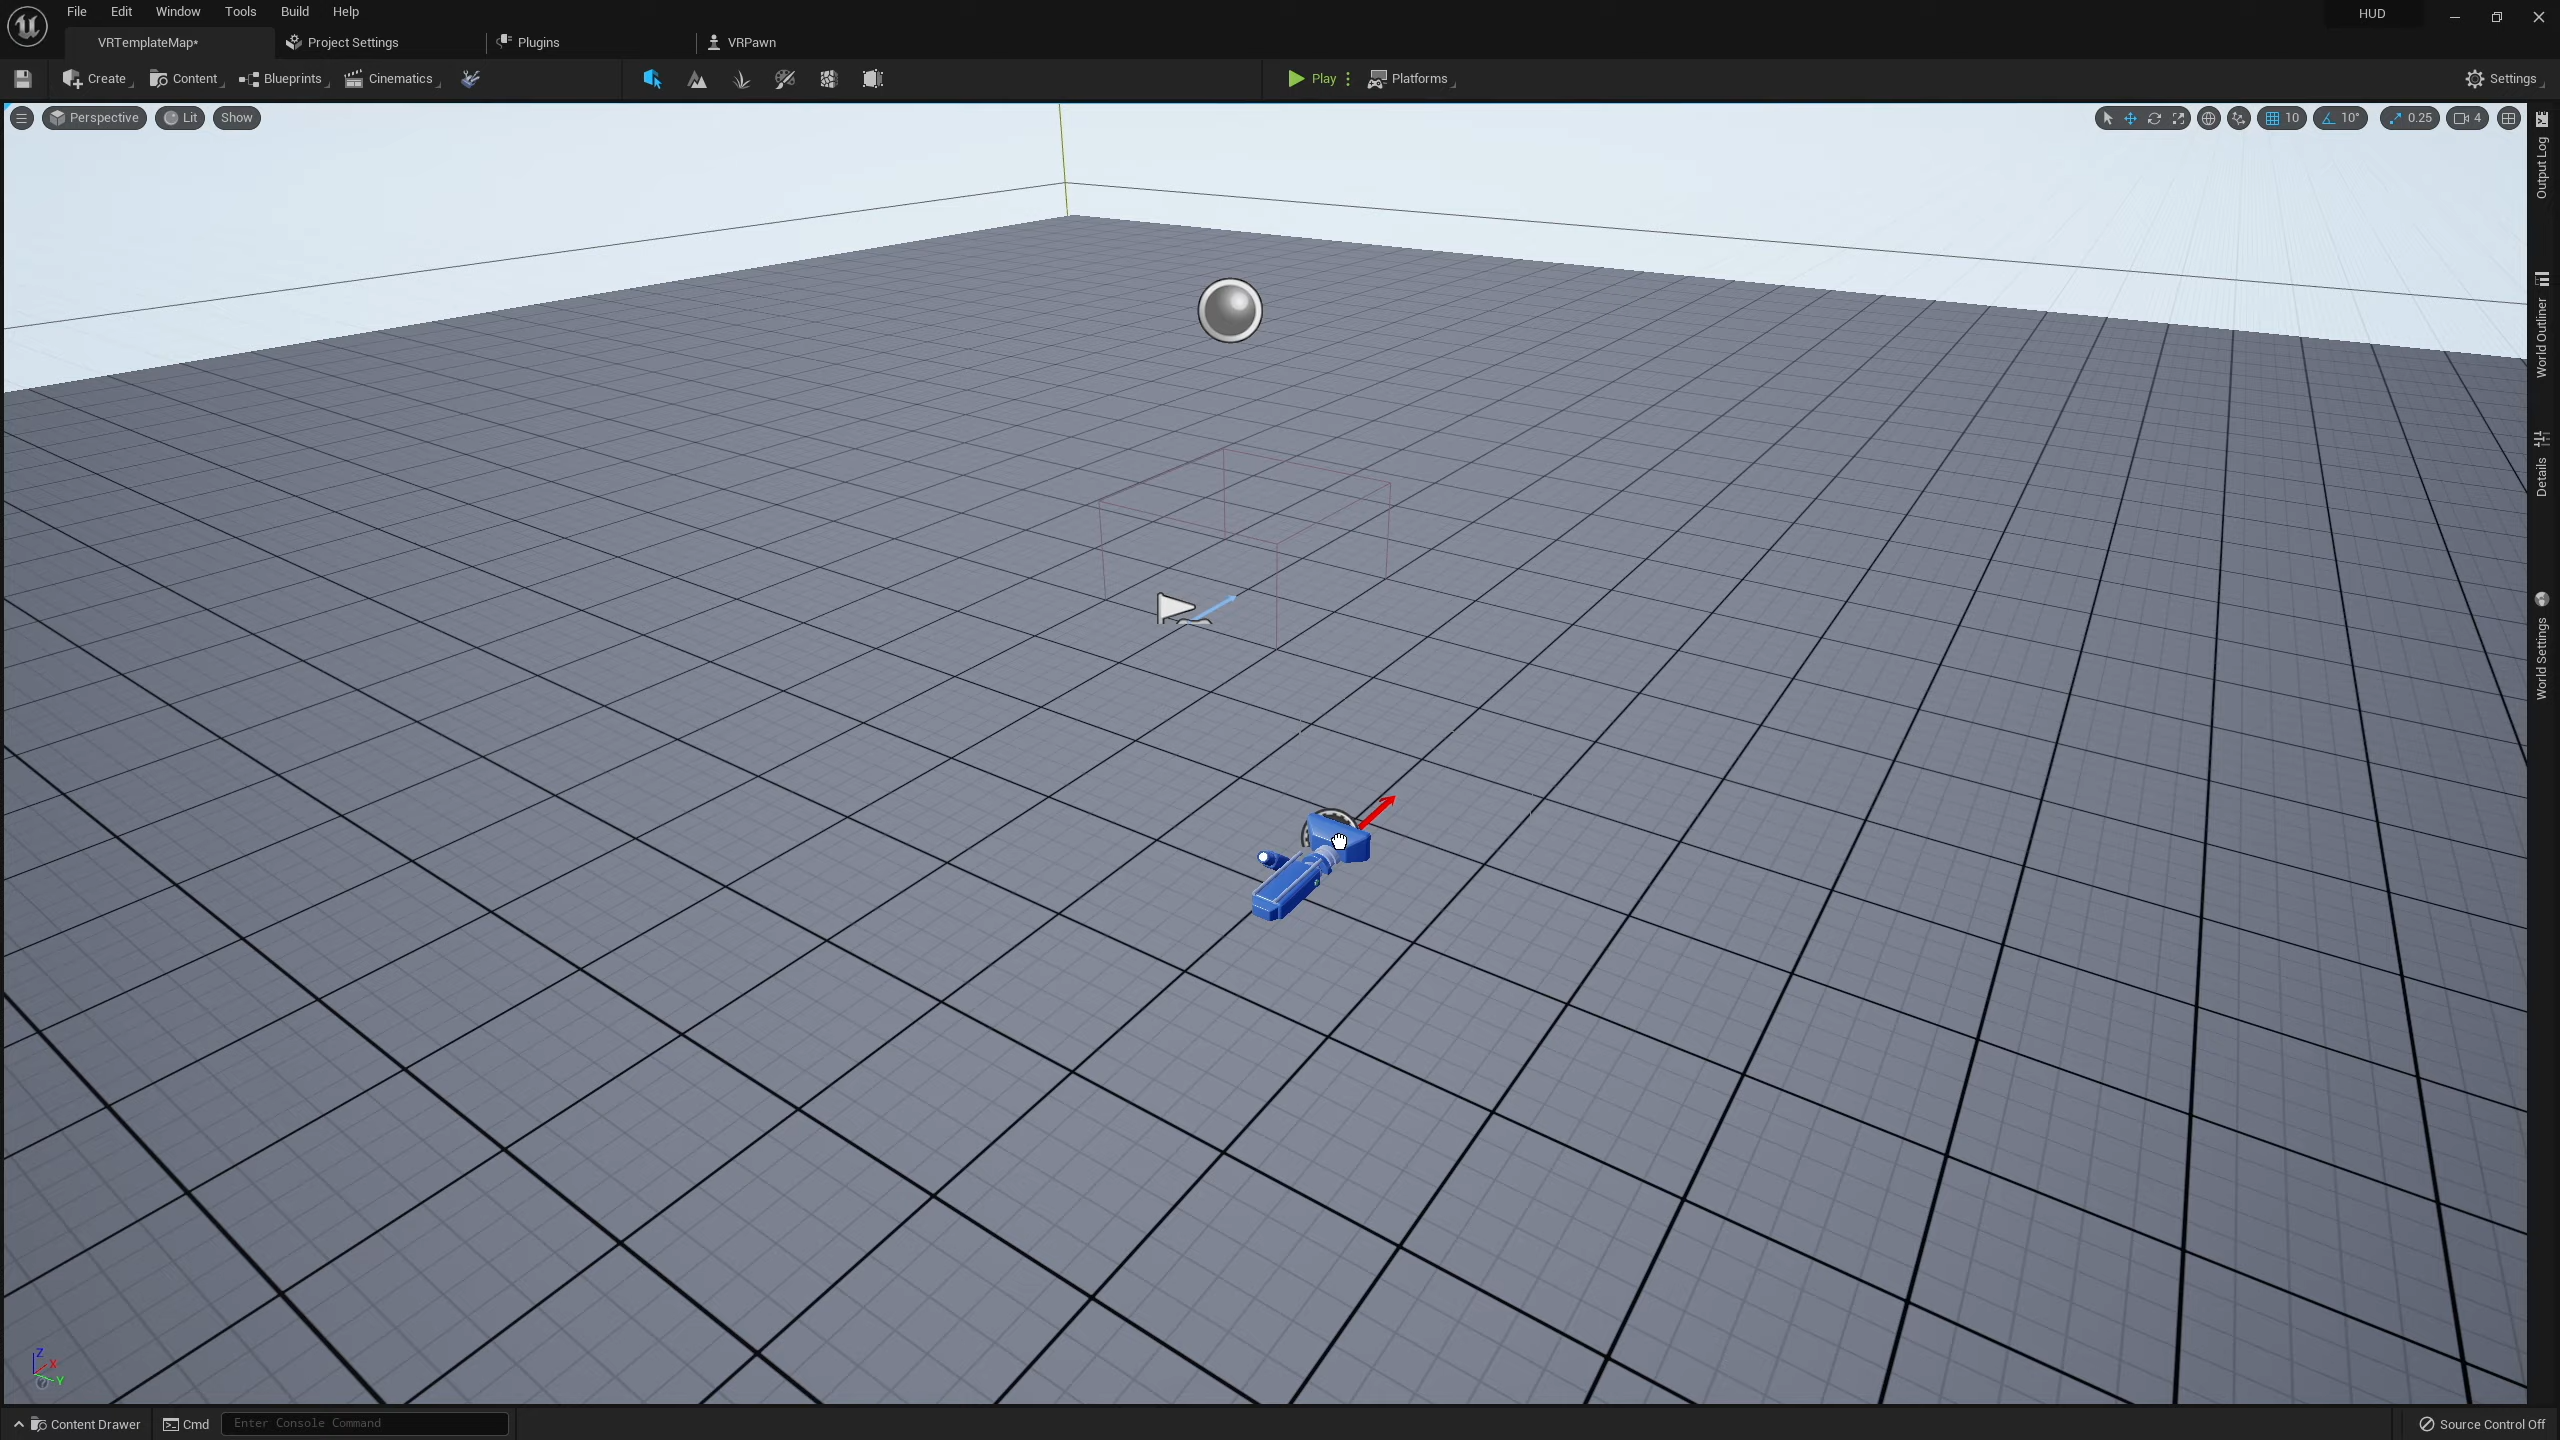 File Edit Window Tools Build Help
HUD
VRTemplateMap* Project Settings Plugins VRPawn
Create Content Blueprints Cinematics Play Platforms Settings
Perspective Lit Show 10 10° 0.25 4
Output Log
World Outliner
Details
World Settings
Z
X
Y
Content Drawer Cmd Enter Console Command Source Control Off